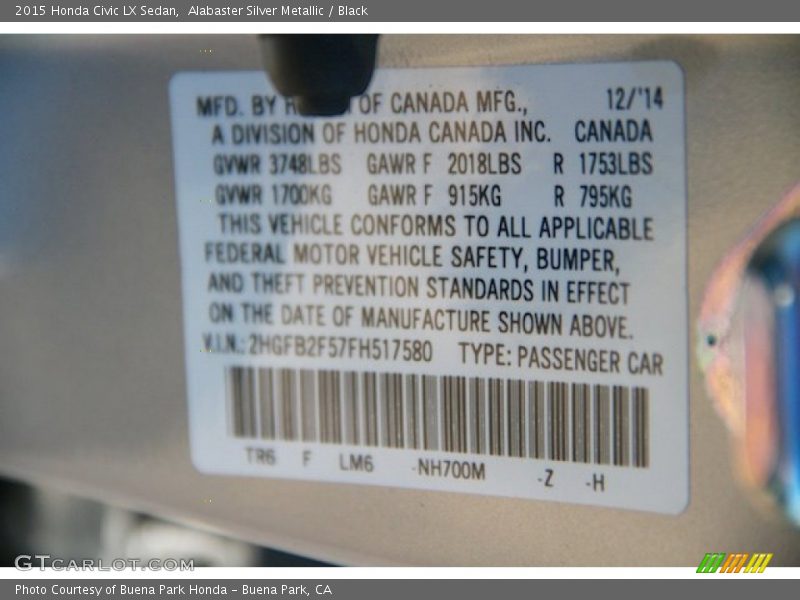 2015 Honda Civic LX Sedan,  Alabaster Silver Metallic / Black
MFD. BY OF CANADA MFG., 12/'14
A DIVISION OF HONDA CANADA INC. CANADA
GVWR 3748LBS GAWR F 2018LBS R 1753LBS
GVWR 1700KG GAWR F 915KG R 795KG
THIS VEHICLE CONFORMS TO ALL APPLICABLE
FEDERAL MOTOR VEHICLE SAFETY, BUMPER,
AND THEFT PREVENTION STANDARDS IN EFFECT
ON THE DATE OF MANUFACTURE SHOWN ABOVE.
V.I.N.: 2HGFB2F57FH517580 TYPE: PASSENGER CAR
TR6 F LM6 -NH700M -Z -H
GTCARLOT.COM
Photo Courtesy of Buena Park Honda – Buena Park, CA